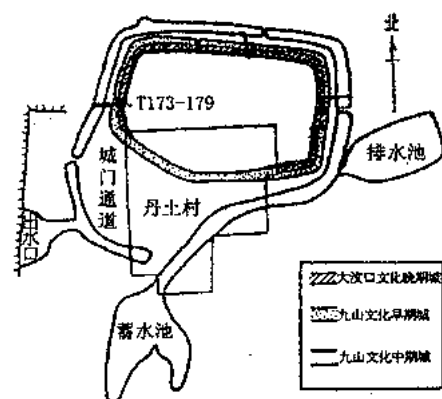 北
T173-179
城门通道
排水池
丹土村
出水口
蓄水池
大汶口文化晚期城
龙山文化早期城
龙山文化中期城